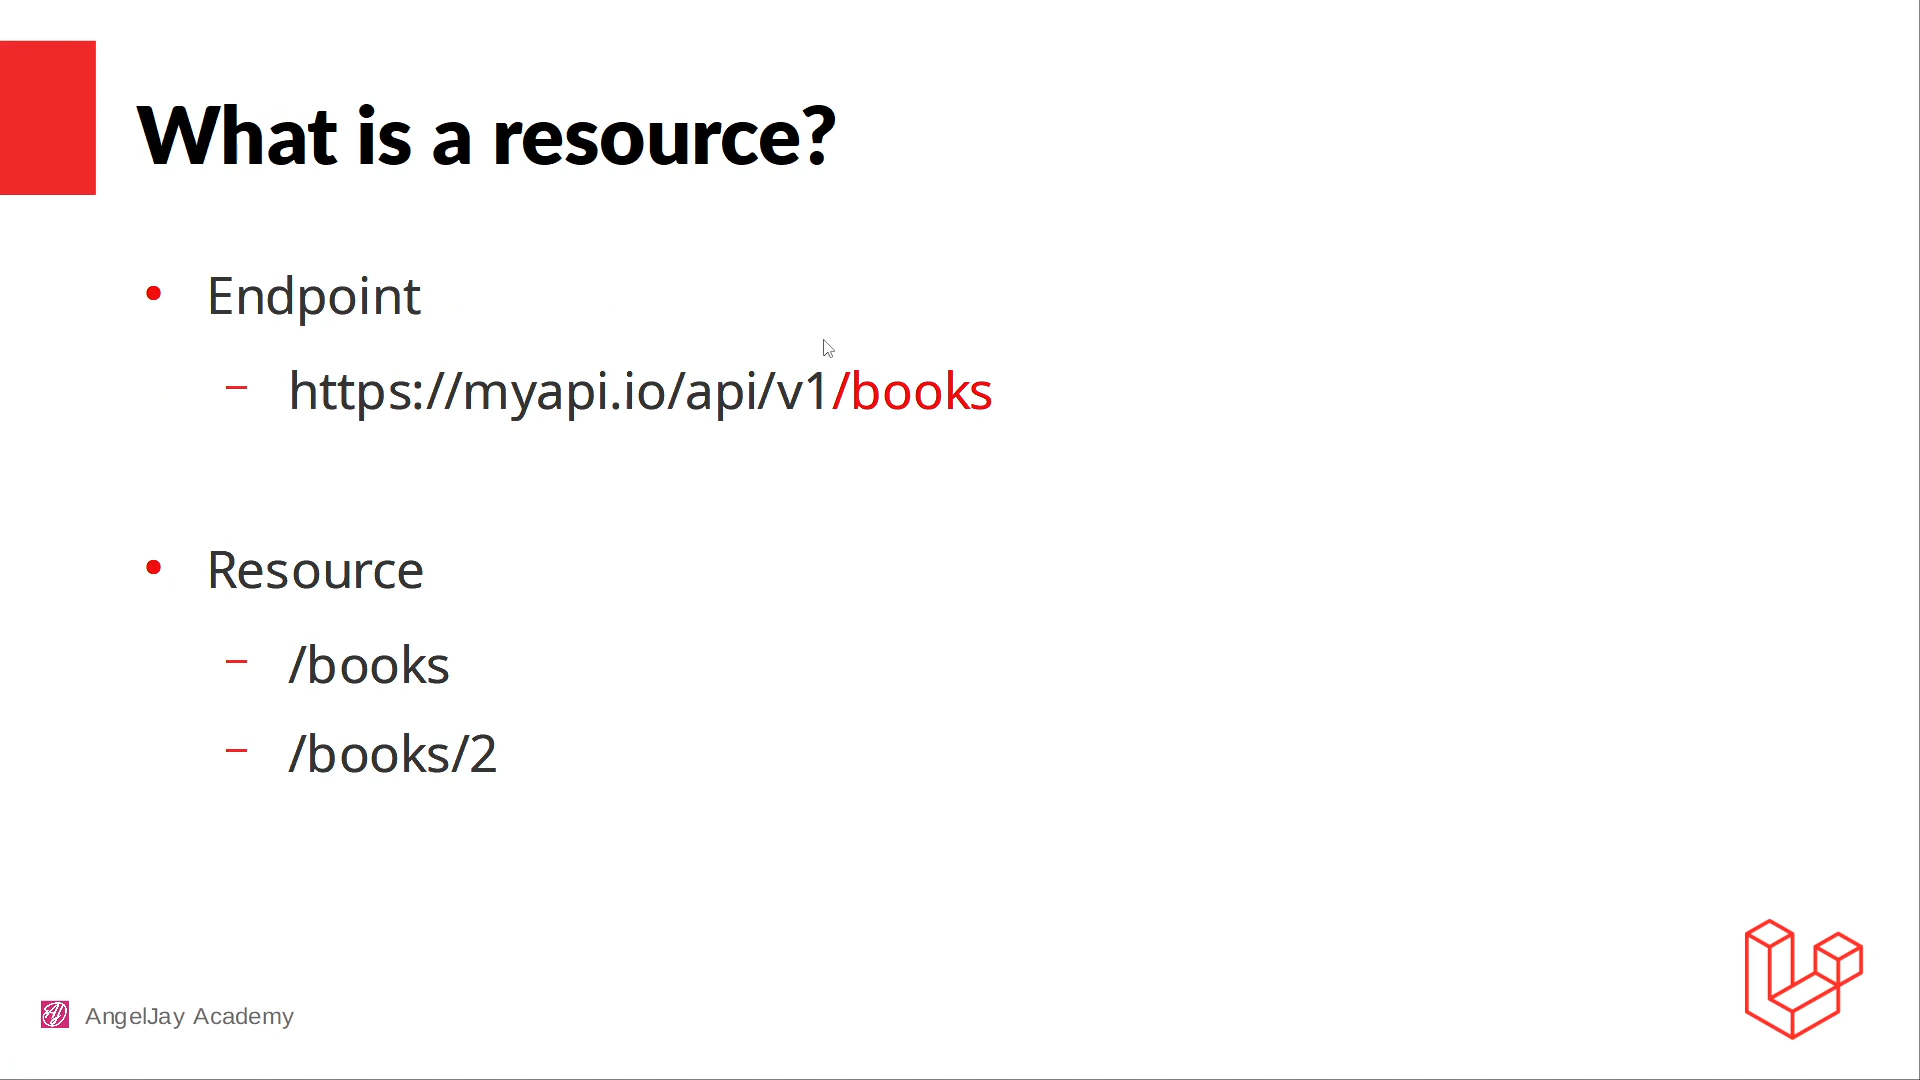 What is a resource?
• Endpoint
– https://myapi.io/api/v1/books
• Resource
– /books
– /books/2
AngelJay Academy